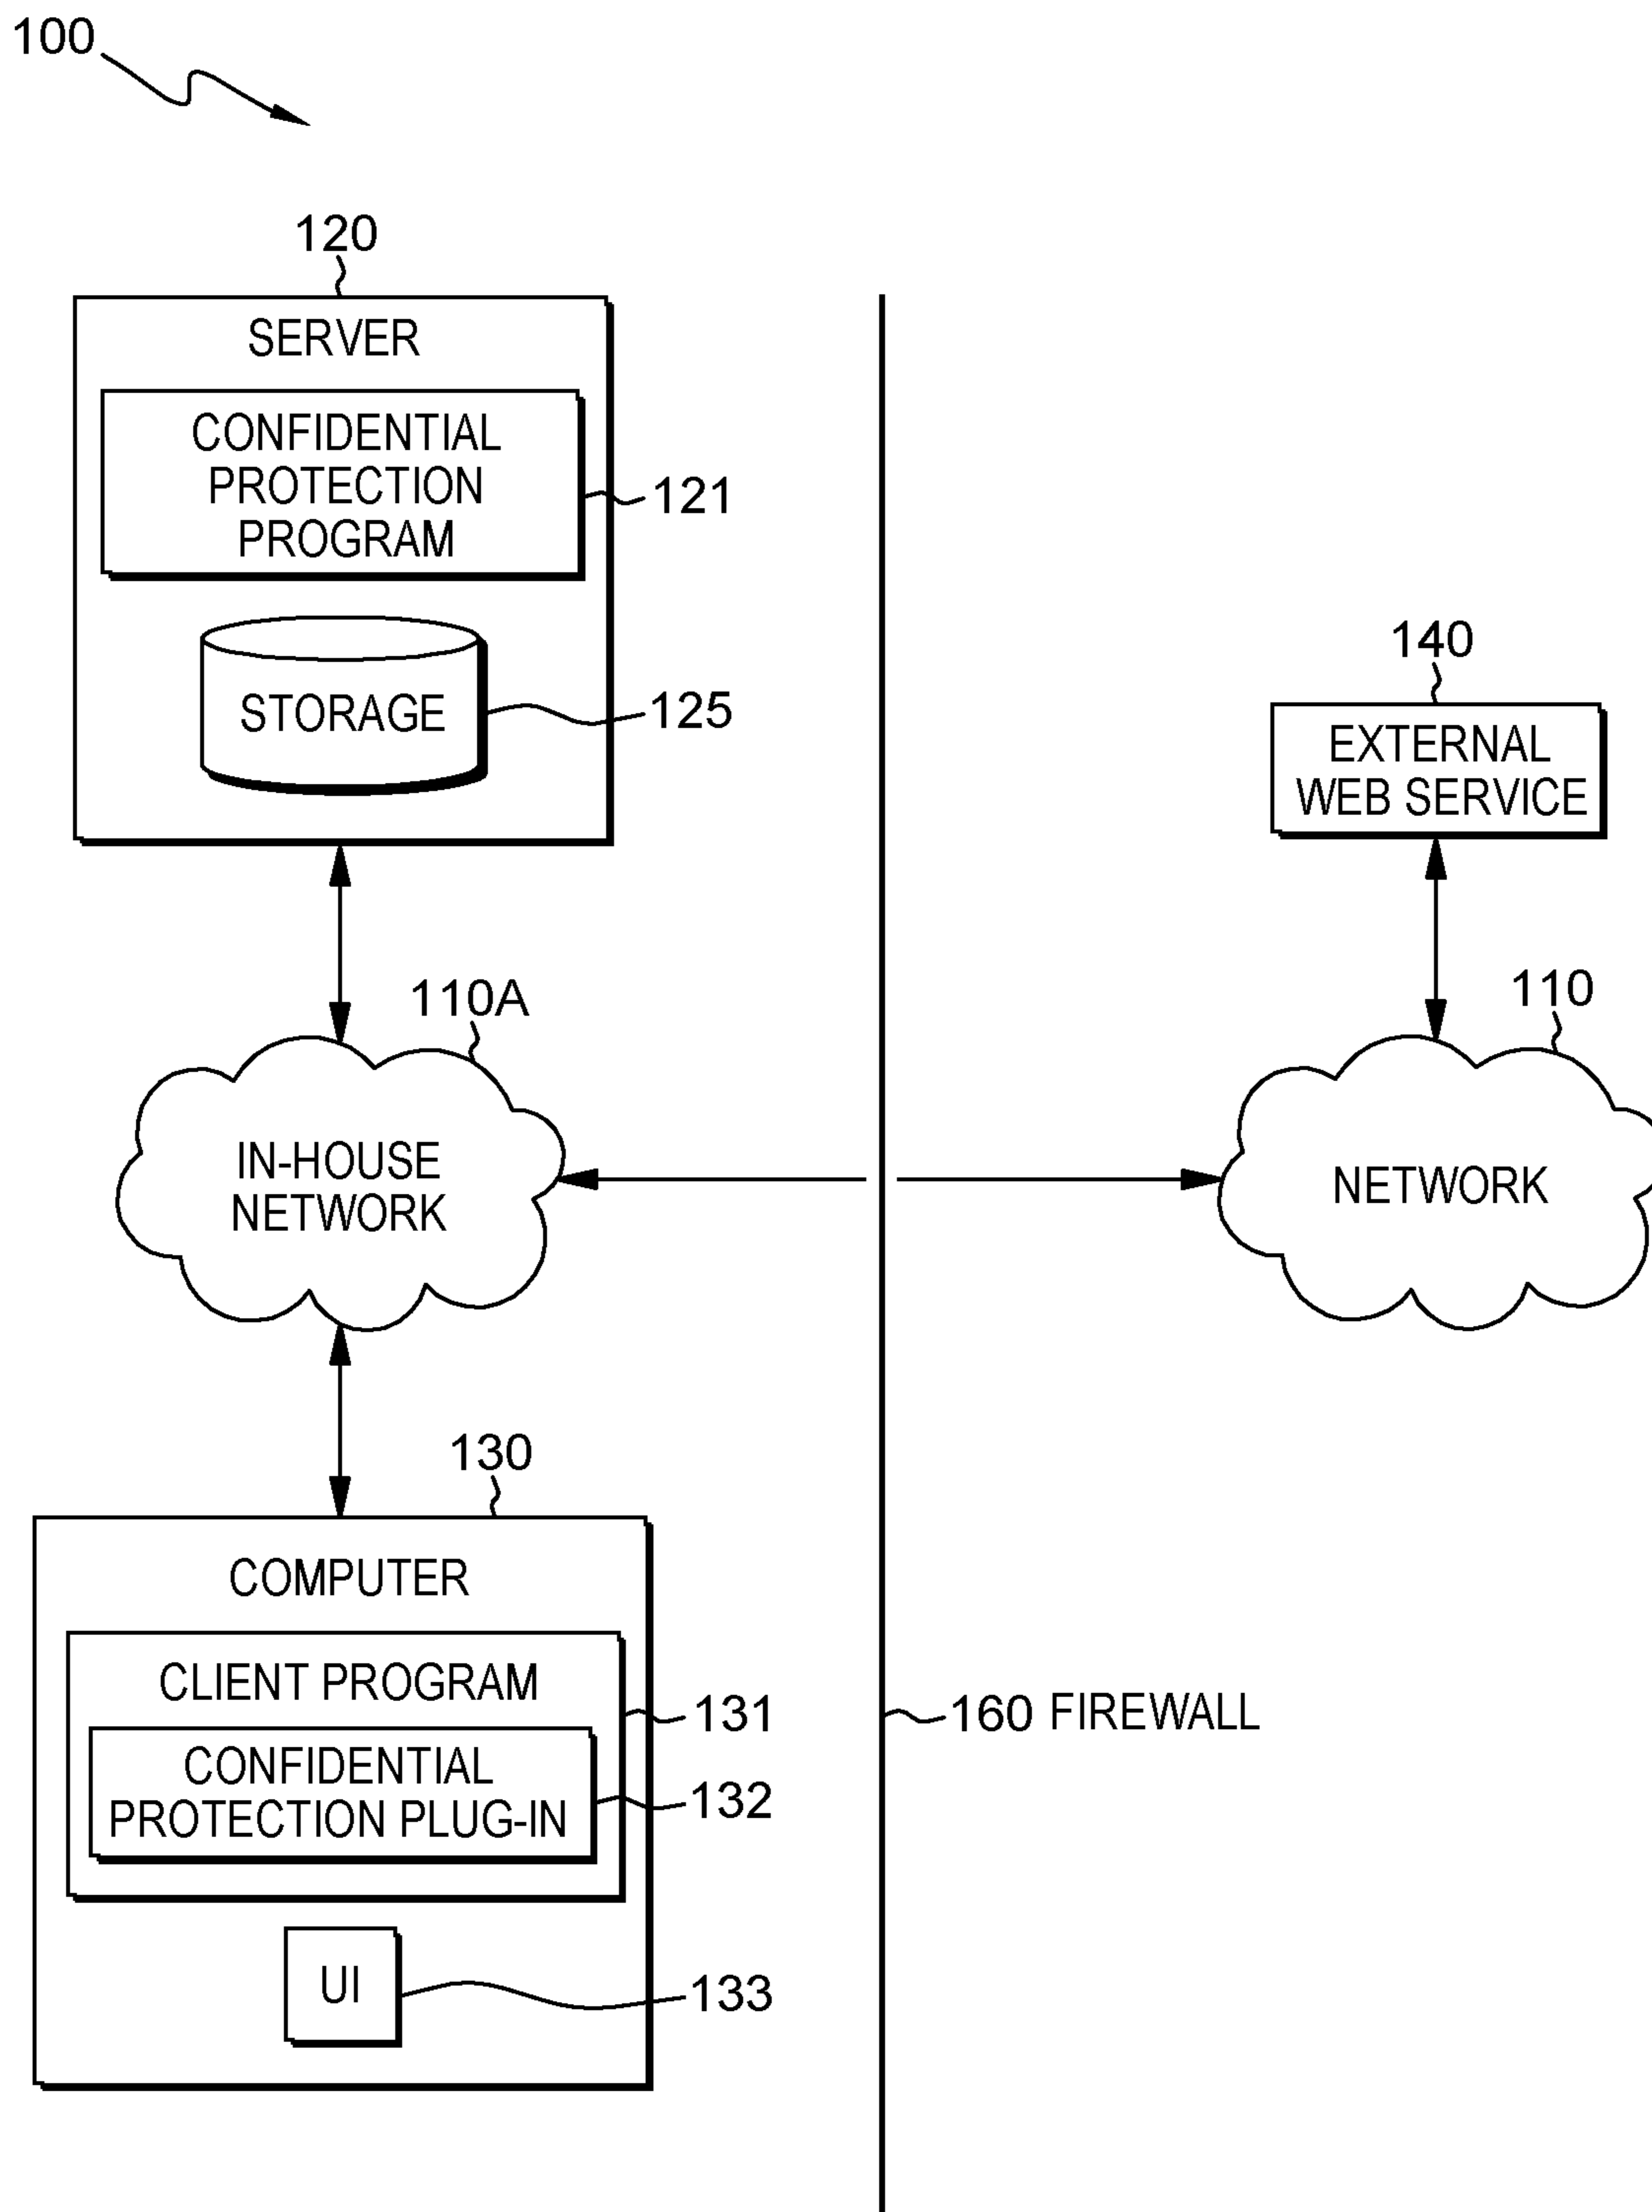 100
120
SERVER
CONFIDENTIAL
PROTECTION
PROGRAM
121
STORAGE
125
140
EXTERNAL
WEB SERVICE
110A
110
IN-HOUSE
NETWORK
NETWORK
130
COMPUTER
CLIENT PROGRAM
131
160 FIREWALL
CONFIDENTIAL
PROTECTION PLUG-IN
132
UI
133